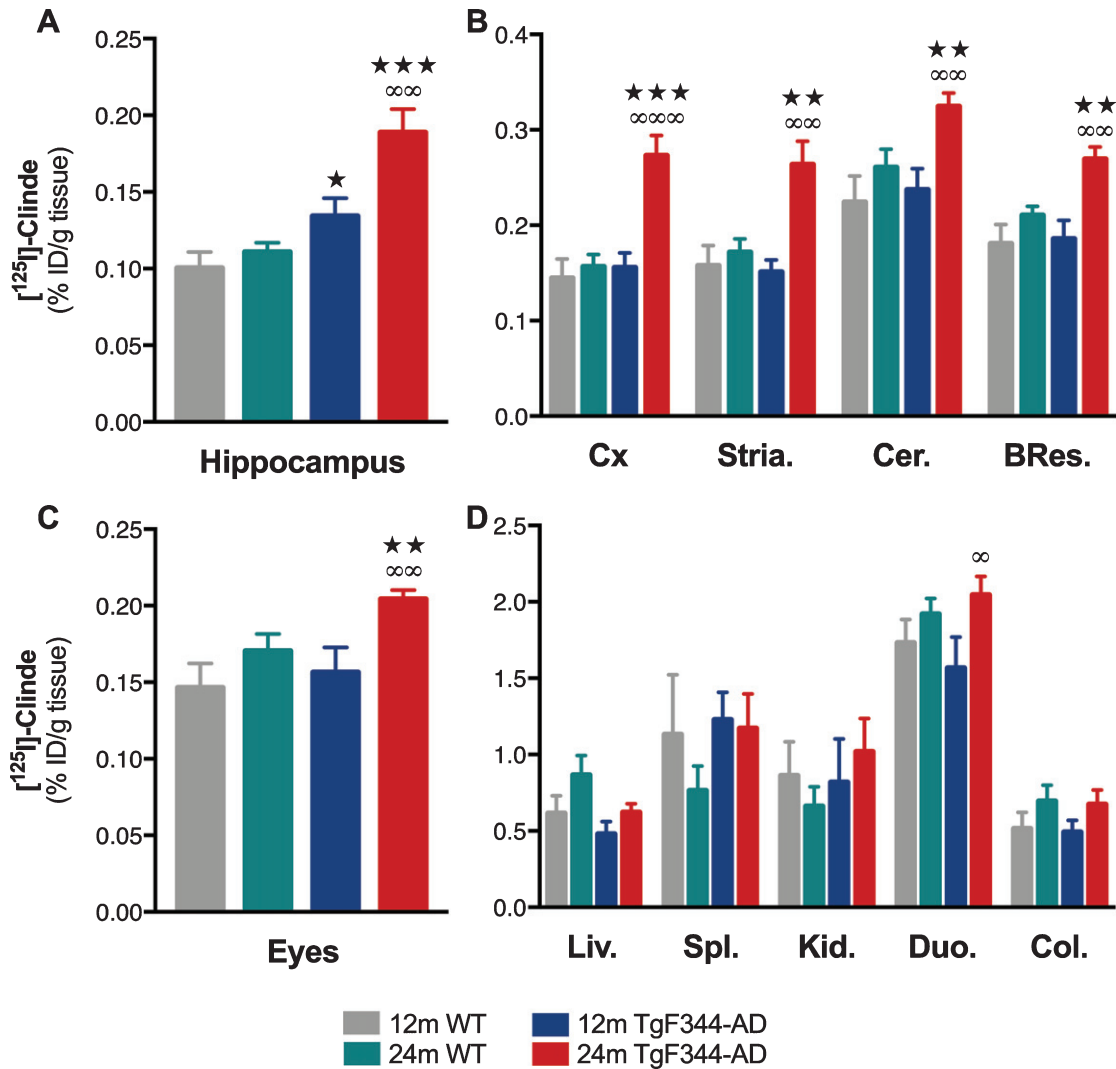 A
[¹²⁵I]-Clinde
(% ID/g tissue)
0.25
0.20
0.15
0.10
0.05
0.00
★★★
∞∞
★
Hippocampus
B
0.4
0.3
0.2
0.1
0.0
★★★
∞∞∞
★★
∞∞
★★
∞∞
★★
∞∞
Cx Stria. Cer. BRes.
C
[¹²⁵I]-Clinde
(% ID/g tissue)
0.25
0.20
0.15
0.10
0.05
0.00
★★
∞∞
Eyes
D
2.5
2.0
1.5
1.0
0.5
0.0
∞
Liv. Spl. Kid. Duo. Col.
12m WT 12m TgF344-AD
24m WT 24m TgF344-AD